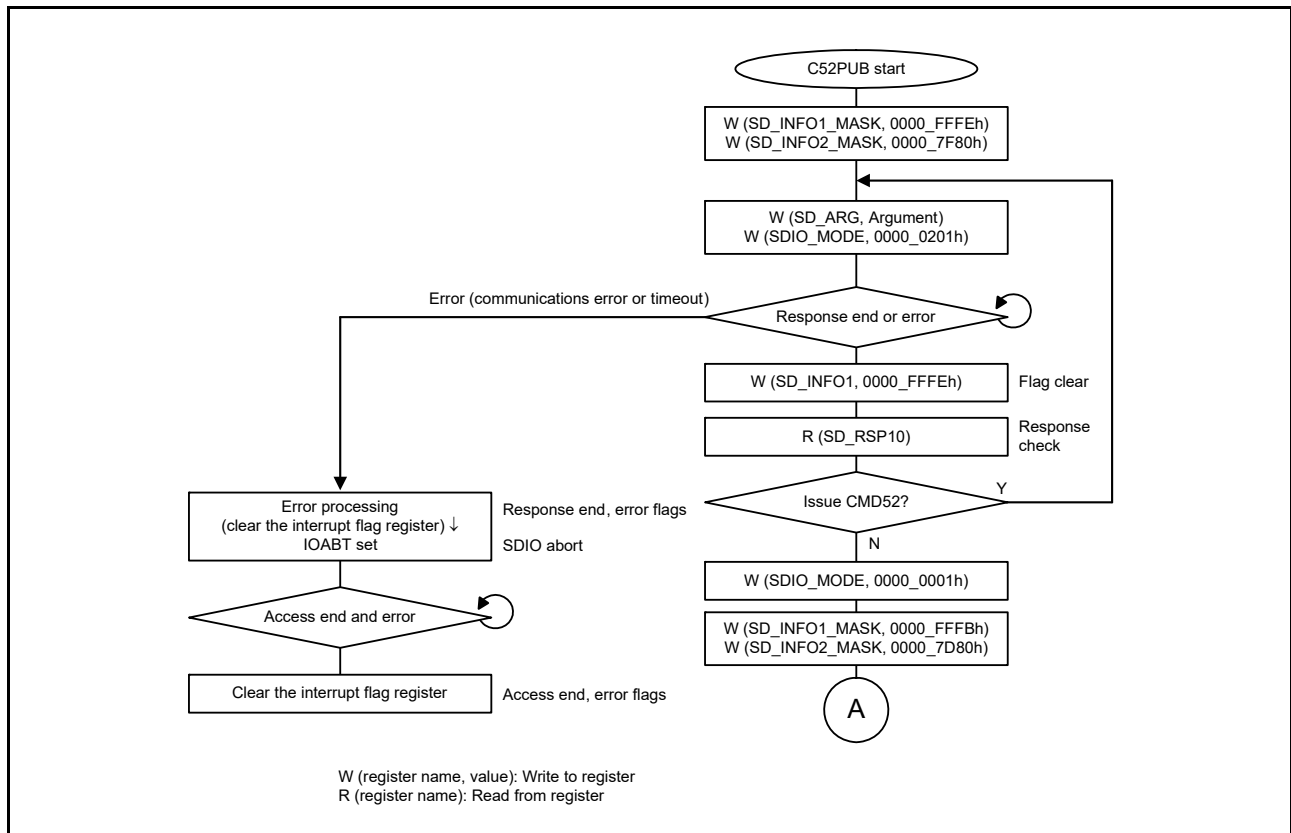 C52PUB start
W (SD_INFO1_MASK, 0000_FFFEh)
W (SD_INFO2_MASK, 0000_7F80h)
W (SD_ARG, Argument)
W (SDIO_MODE, 0000_0201h)
Error (communications error or timeout)
Response end or error
W (SD_INFO1, 0000_FFFEh)
Flag clear
R (SD_RSP10)
Response
check
Issue CMD52?
Y
N
Error processing
(clear the interrupt flag register) ↓
IOABT set
Response end, error flags
SDIO abort
W (SDIO_MODE, 0000_0001h)
Access end and error
W (SD_INFO1_MASK, 0000_FFFBh)
W (SD_INFO2_MASK, 0000_7D80h)
Clear the interrupt flag register
Access end, error flags
A
W (register name, value): Write to register
R (register name): Read from register